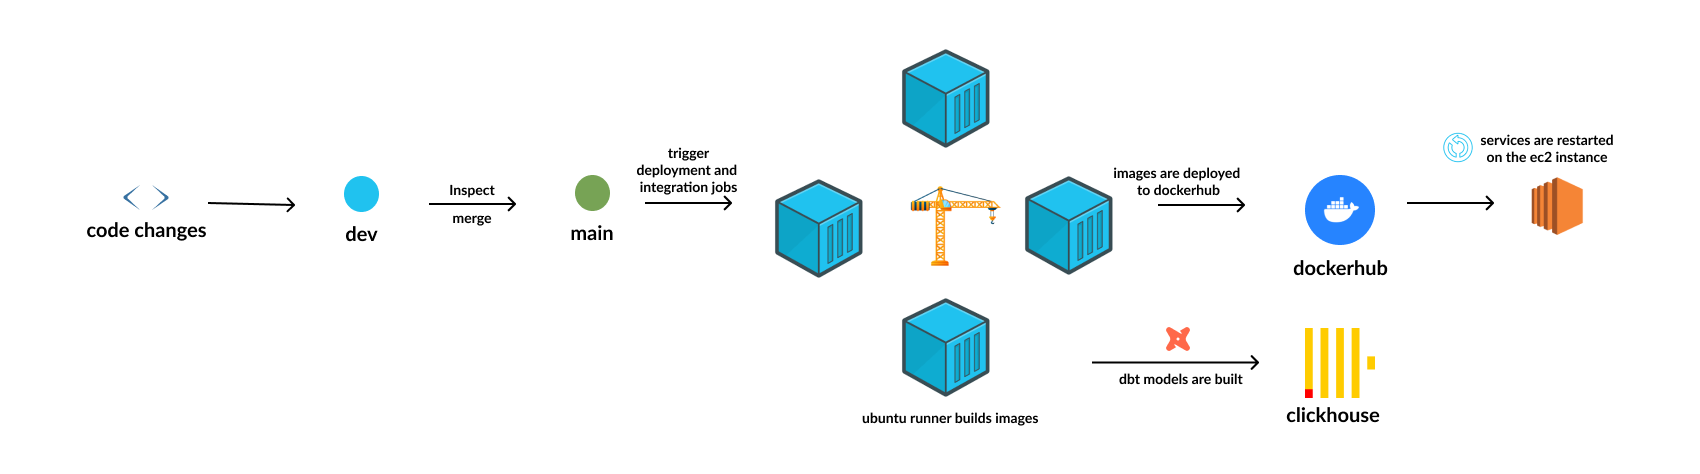 code changes
dev
Inspect
merge
main
trigger
deployment and
integration jobs
ubuntu runner builds images
images are deployed
to dockerhub
dockerhub
services are restarted
on the ec2 instance
dbt models are built
clickhouse